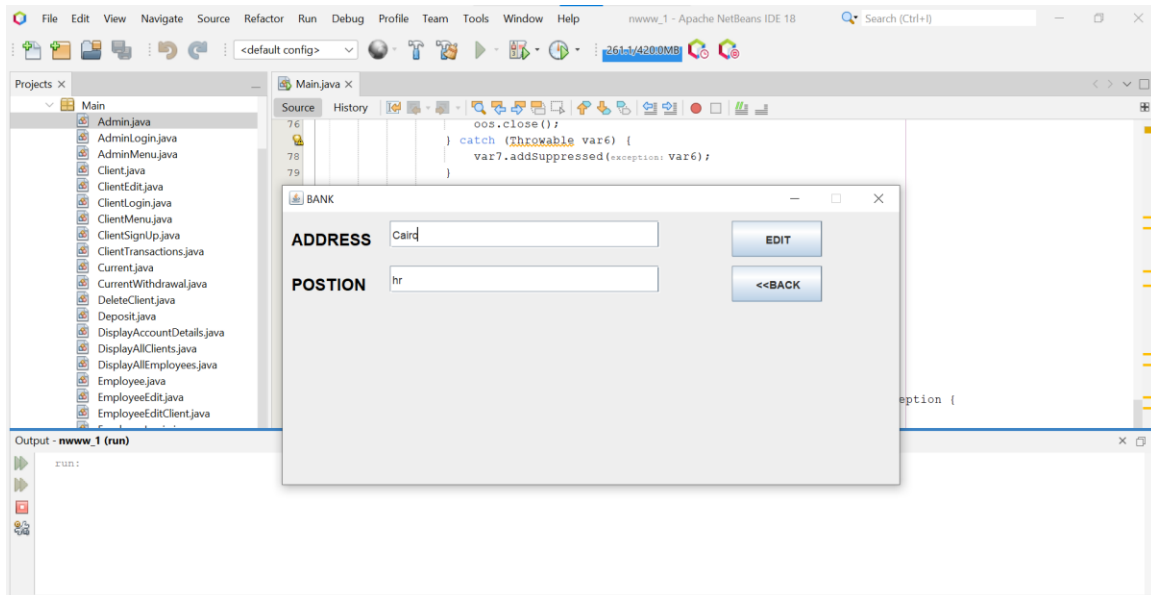 File Edit View Navigate Source Refactor Run Debug Profile Team Tools Window Help nwww_1 - Apache NetBeans IDE 18 Search (Ctrl+I)
<default config> 261.1/420.0MB
Projects
Main.java
Main
Source History
Admin.java
AdminLogin.java
AdminMenu.java
Client.java
ClientEdit.java
ClientLogin.java
ClientMenu.java
ClientSignUp.java
ClientTransactions.java
Current.java
CurrentWithdrawal.java
DeleteClient.java
Deposit.java
DisplayAccountDetails.java
DisplayAllClients.java
DisplayAllEmployees.java
Employee.java
EmployeeEdit.java
EmployeeEditClient.java
76 oos.close();
} catch (Throwable var6) {
78 var7.addSuppressed(exception: var6);
79 }
eption {
BANK
ADDRESS Cairo EDIT
POSTION hr <<BACK
Output - nwww_1 (run)
run: